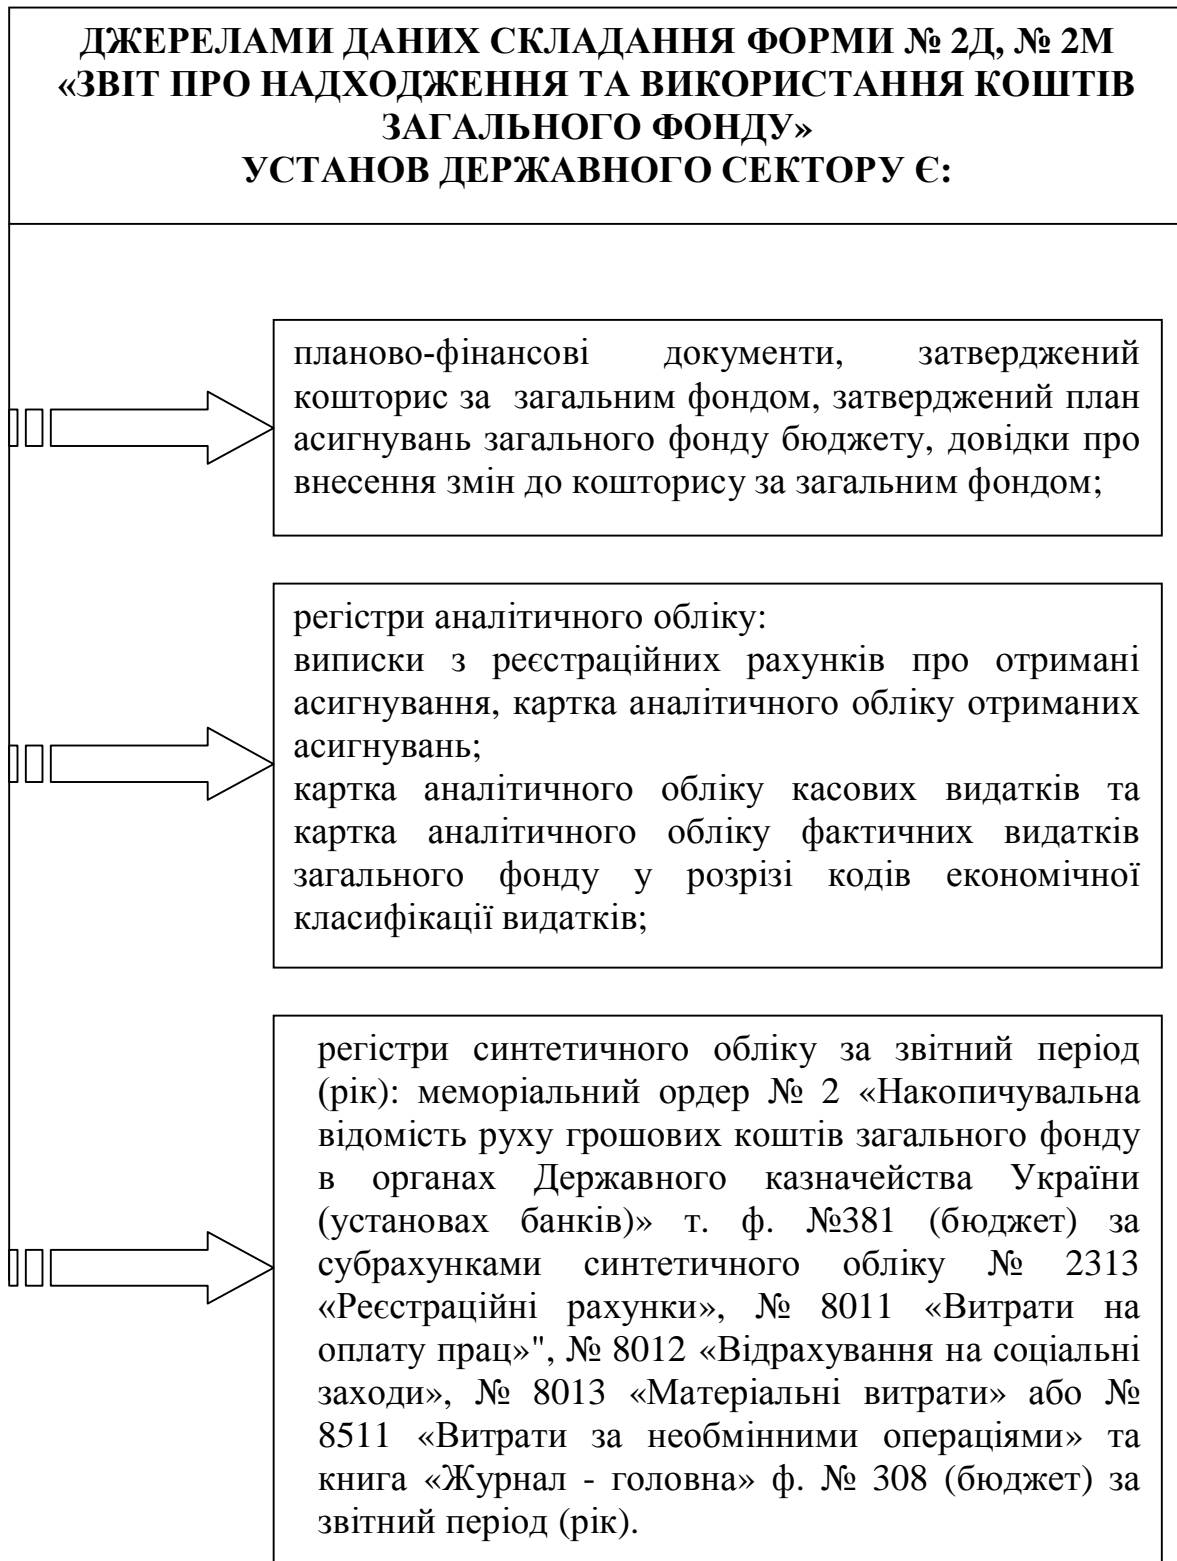 ДЖЕРЕЛАМИ ДАНИХ СКЛАДАННЯ ФОРМИ № 2Д, № 2М
«ЗВІТ ПРО НАДХОДЖЕННЯ ТА ВИКОРИСТАННЯ КОШТІВ
ЗАГАЛЬНОГО ФОНДУ»
УСТАНОВ ДЕРЖАВНОГО СЕКТОРУ Є:
планово-фінансові документи, затверджений
кошторис за загальним фондом, затверджений план
асигнувань загального фонду бюджету, довідки про
внесення змін до кошторису за загальним фондом;
регістри аналітичного обліку:
виписки з реєстраційних рахунків про отримані
асигнування, картка аналітичного обліку отриманих
асигнувань;
картка аналітичного обліку касових видатків та
картка аналітичного обліку фактичних видатків
загального фонду у розрізі кодів економічної
класифікації видатків;
регістри синтетичного обліку за звітний період
(рік): меморіальний ордер № 2 «Накопичувальна
відомість руху грошових коштів загального фонду
в органах Державного казначейства України
(установах банків)» т. ф. №381 (бюджет) за
субрахунками синтетичного обліку № 2313
«Реєстраційні рахунки», № 8011 «Витрати на
оплату прац»", № 8012 «Відрахування на соціальні
заходи», № 8013 «Матеріальні витрати» або №
8511 «Витрати за необмінними операціями» та
книга «Журнал - головна» ф. № 308 (бюджет) за
звітний період (рік).